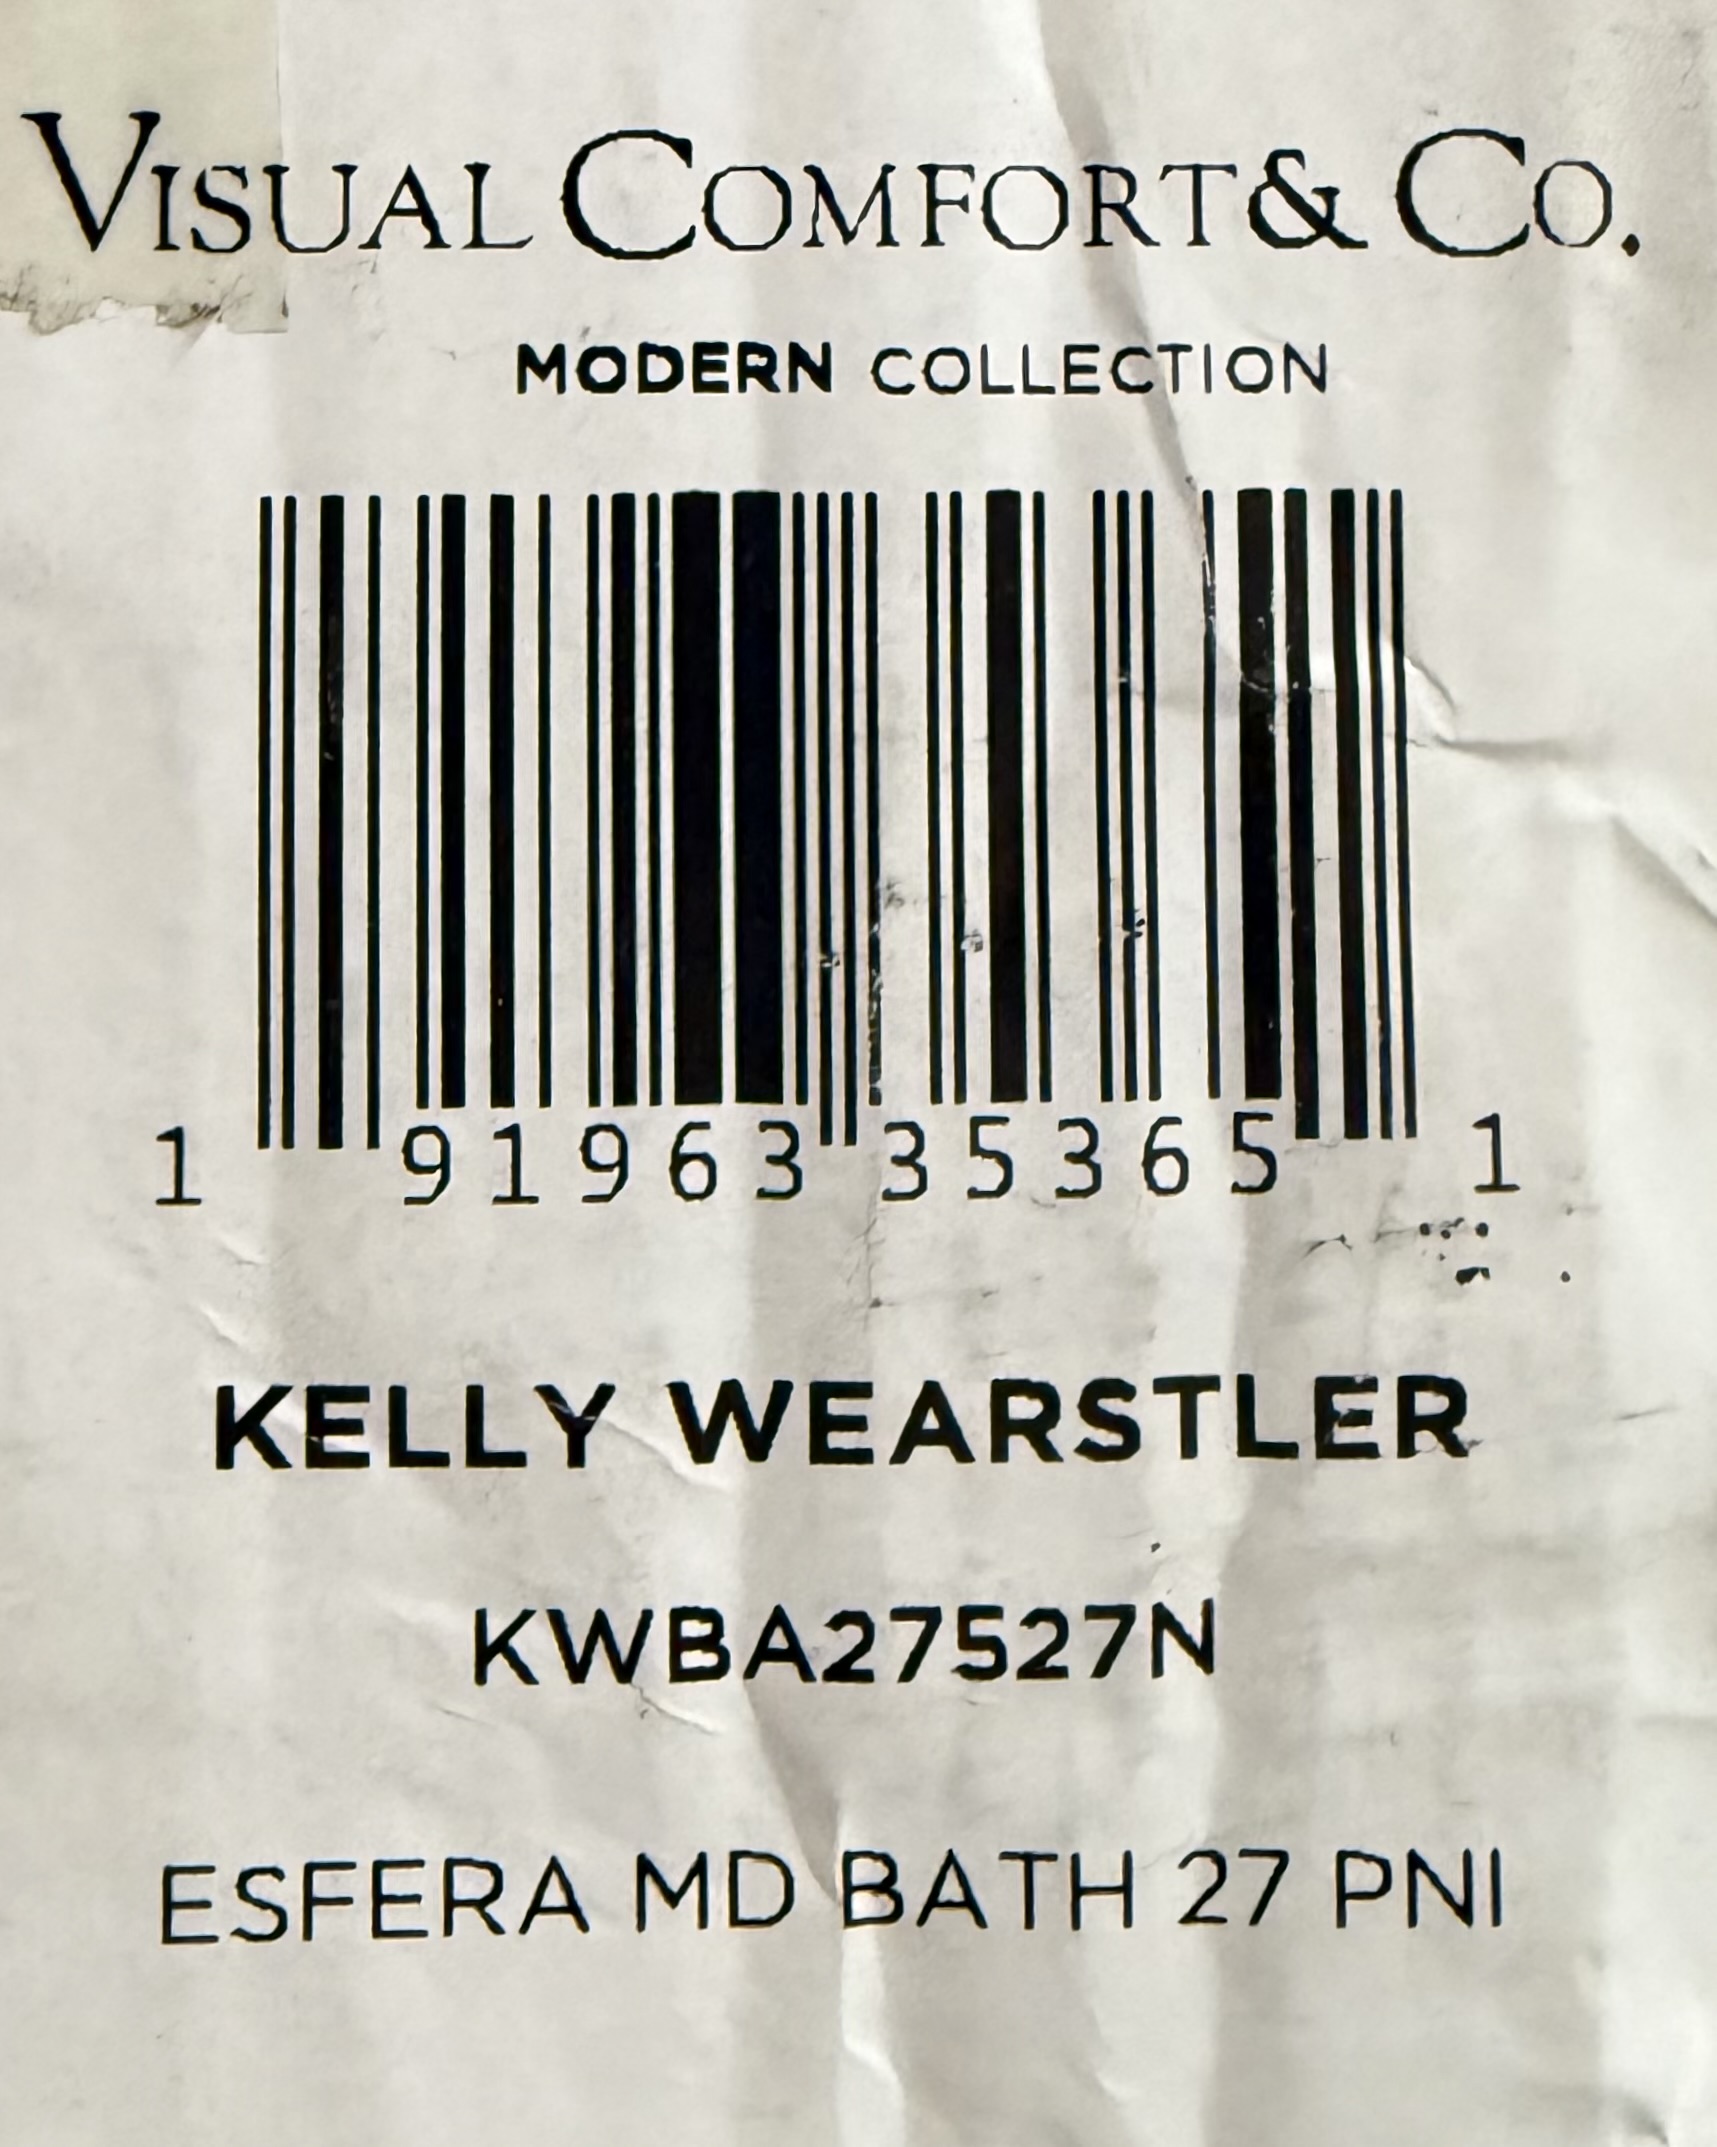 VISUAL COMFORT & CO.
MODERN COLLECTION
1 91963 35365 1
KELLY WEARSTLER
KWBA27527N
ESFERA MD BATH 27 PNI